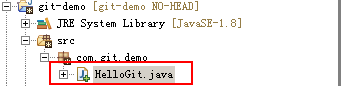 git-demo [git-demo NO-HEAD]
JRE System Library [JavaSE-1.8]
src
com.git.demo
HelloGit.java